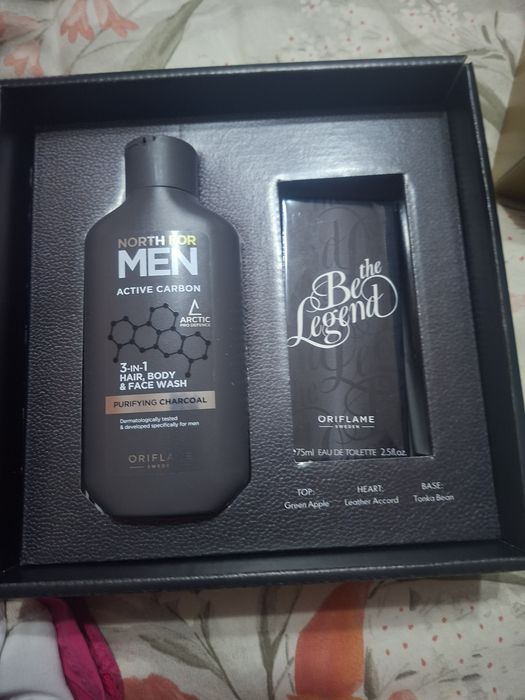 NORTH FOR
MEN
ACTIVE CARBON
ARCTIC
PRO DEFENCE
3-IN-1
HAIR, BODY
& FACE WASH
PURIFYING CHARCOAL
Dermatologically tested
& developed specifically for men
ORIFLAME
SWEDEN
Be the
Legend
ORIFLAME
SWEDEN
75ml EAU DE TOILETTE 2.5fl.oz.
TOP: HEART: BASE:
Green Apple Leather Accord Tonka Bean